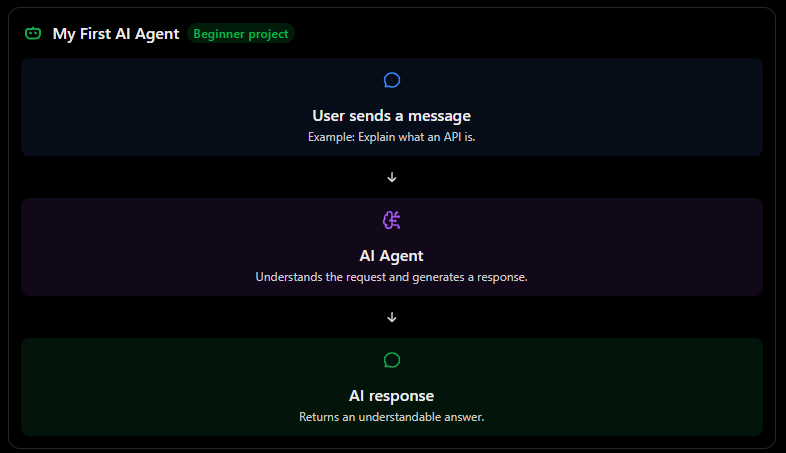 My First AI Agent Beginner project
User sends a message
Example: Explain what an API is.
AI Agent
Understands the request and generates a response.
AI response
Returns an understandable answer.